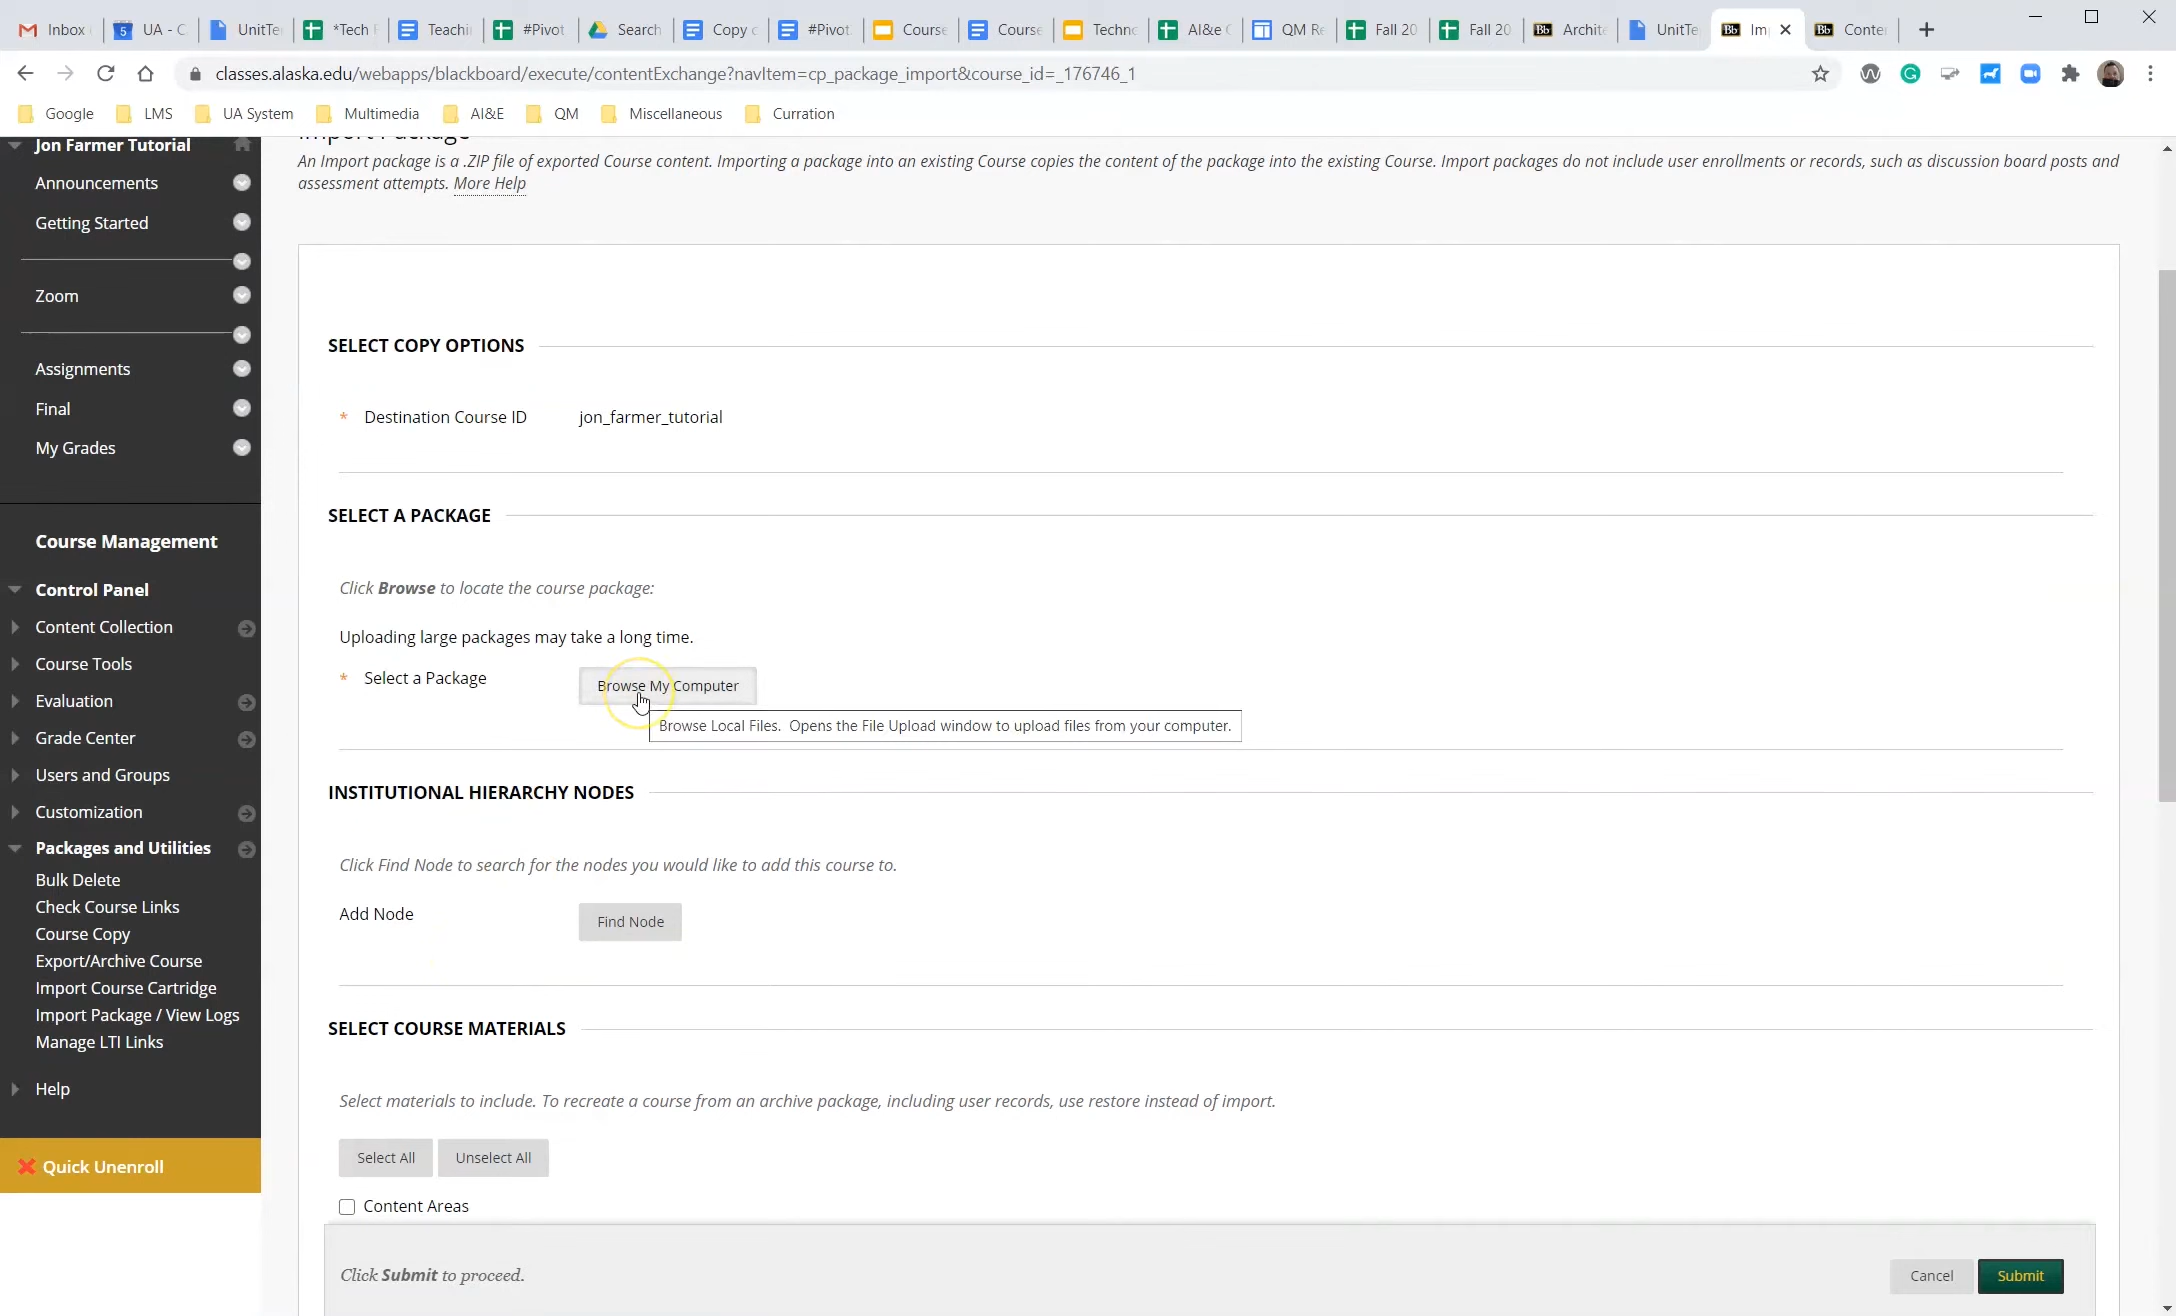 Inbox
UA - C
UnitTe
*Tech F
Teachi
#Pivot
Search
Copy c
#Pivot
Course
Course
Techno
AI&e C
QM Re
Fall 20
Fall 20
Archite
UnitTe
Im
Conter
classes.alaska.edu/webapps/blackboard/execute/contentExchange?navItem=cp_package_import&course_id=_176746_1
Google LMS UA System Multimedia AI&E QM Miscellaneous Curration
Jon Farmer Tutorial
Announcements
Getting Started
Zoom
Assignments
Final
My Grades
Course Management
Control Panel
Content Collection
Course Tools
Evaluation
Grade Center
Users and Groups
Customization
Packages and Utilities
Bulk Delete
Check Course Links
Course Copy
Export/Archive Course
Import Course Cartridge
Import Package / View Logs
Manage LTI Links
Help
Quick Unenroll
Import Package
An Import package is a .ZIP file of exported Course content. Importing a package into an existing Course copies the content of the package into the existing Course. Import packages do not include user enrollments or records, such as discussion board posts and
assessment attempts. More Help
SELECT COPY OPTIONS
* Destination Course ID jon_farmer_tutorial
SELECT A PACKAGE
Click Browse to locate the course package:
Uploading large packages may take a long time.
* Select a Package Browse My Computer
Browse Local Files. Opens the File Upload window to upload files from your computer.
INSTITUTIONAL HIERARCHY NODES
Click Find Node to search for the nodes you would like to add this course to.
Add Node Find Node
SELECT COURSE MATERIALS
Select materials to include. To recreate a course from an archive package, including user records, use restore instead of import.
Select All Unselect All
Content Areas
Click Submit to proceed.
Cancel Submit